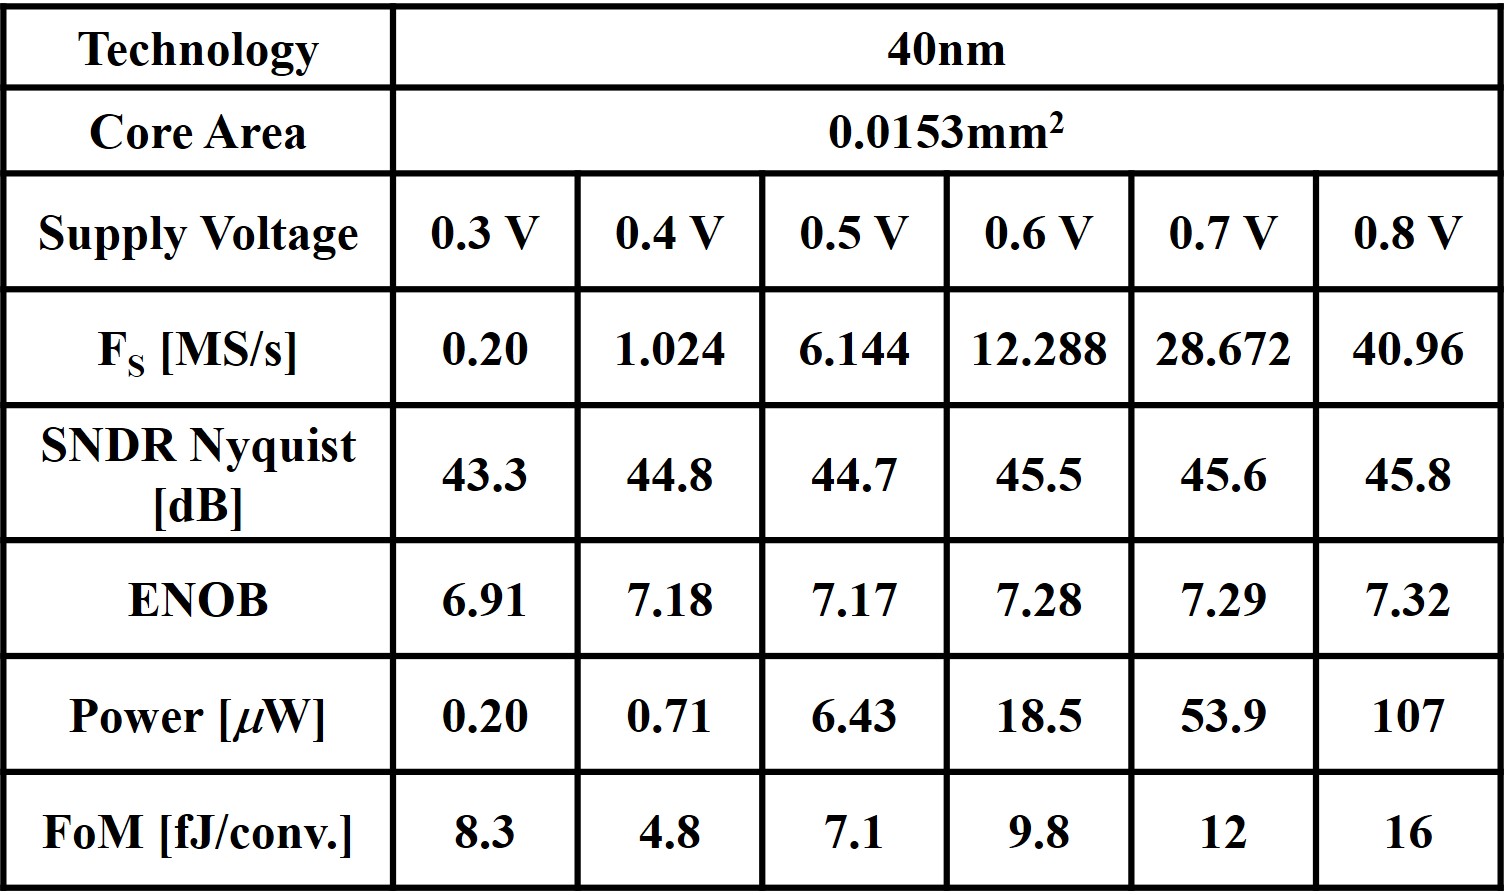 Technology 40nm
Core Area 0.0153mm²
Supply Voltage 0.3 V 0.4 V 0.5 V 0.6 V 0.7 V 0.8 V
FS [MS/s] 0.20 1.024 6.144 12.288 28.672 40.96
SNDR Nyquist
[dB] 43.3 44.8 44.7 45.5 45.6 45.8
ENOB 6.91 7.18 7.17 7.28 7.29 7.32
Power [μW] 0.20 0.71 6.43 18.5 53.9 107
FoM [fJ/conv.] 8.3 4.8 7.1 9.8 12 16